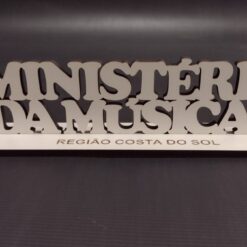 MINISTÉRI
DA MÚSICA
REGIÃO COSTA DO SOL